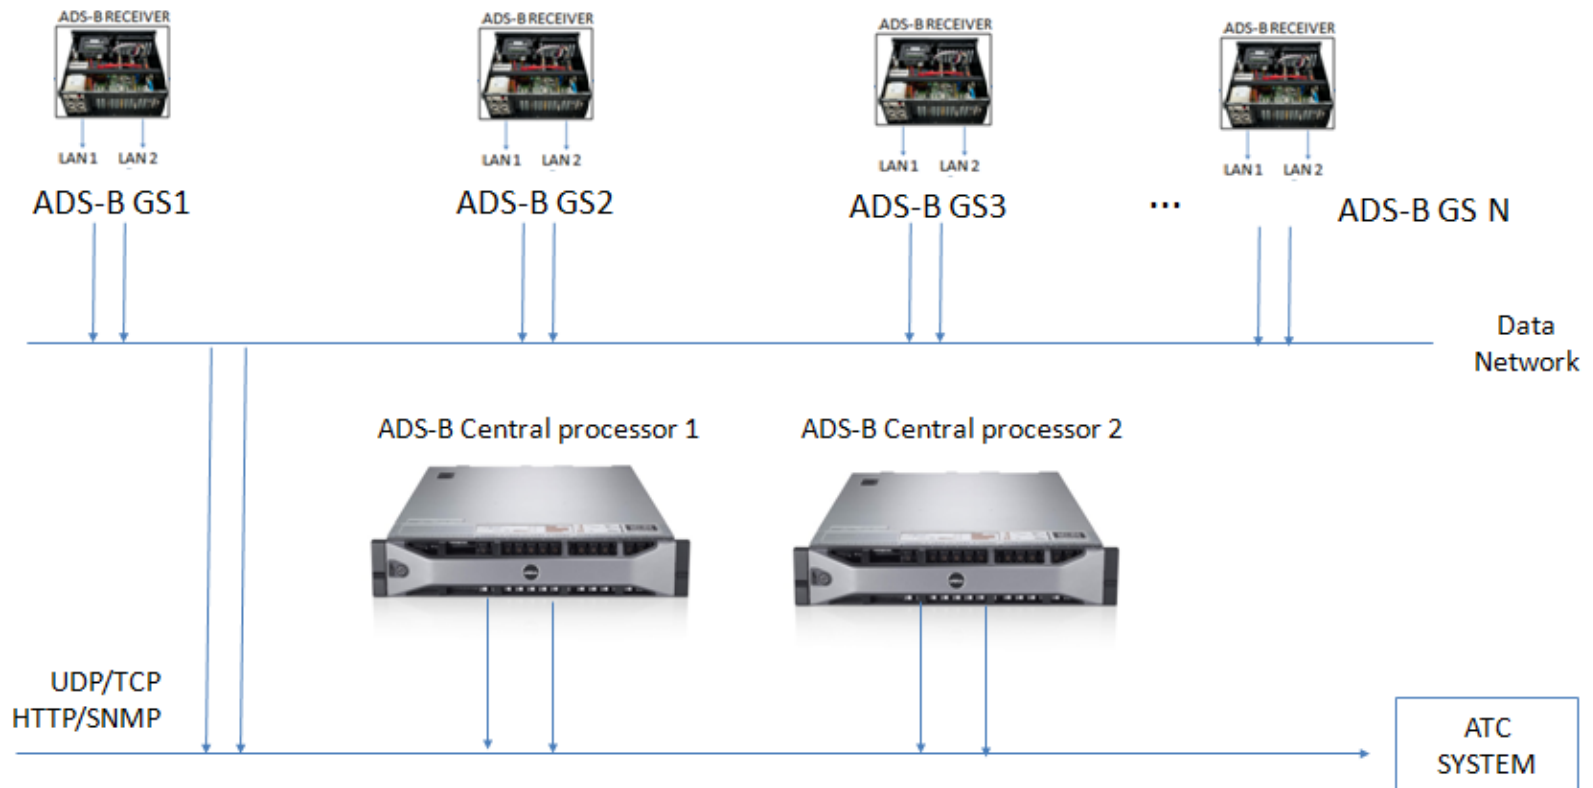 ADS-B RECEIVER
ADS-B RECEIVER
ADS-B RECEIVER
ADS-B RECEIVER
LAN 1 LAN 2
LAN 1 LAN 2
LAN 1 LAN 2
LAN 1 LAN 2
ADS-B GS1
ADS-B GS2
ADS-B GS3
...
ADS-B GS N
Data
Network
ADS-B Central processor 1
ADS-B Central processor 2
UDP/TCP
HTTP/SNMP
ATC
SYSTEM